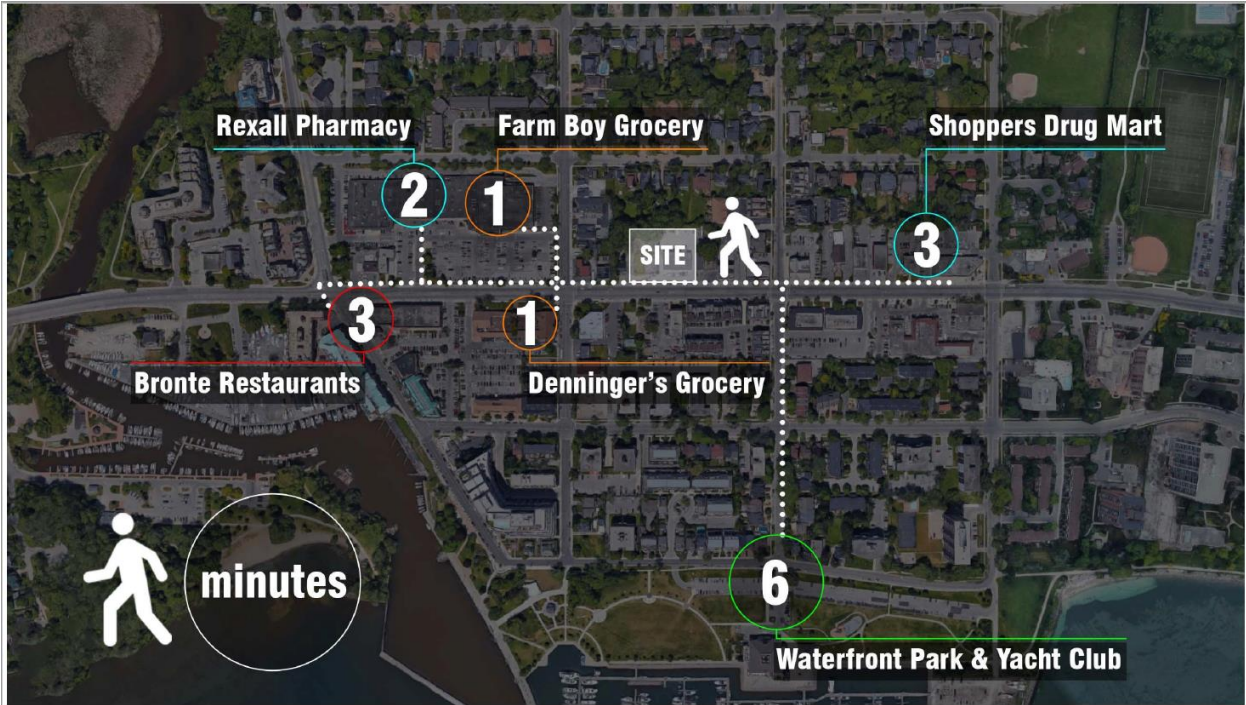 Rexall Pharmacy
Farm Boy Grocery
Shoppers Drug Mart
2
1
3
SITE
3
1
Bronte Restaurants
Denninger's Grocery
minutes
6
Waterfront Park & Yacht Club